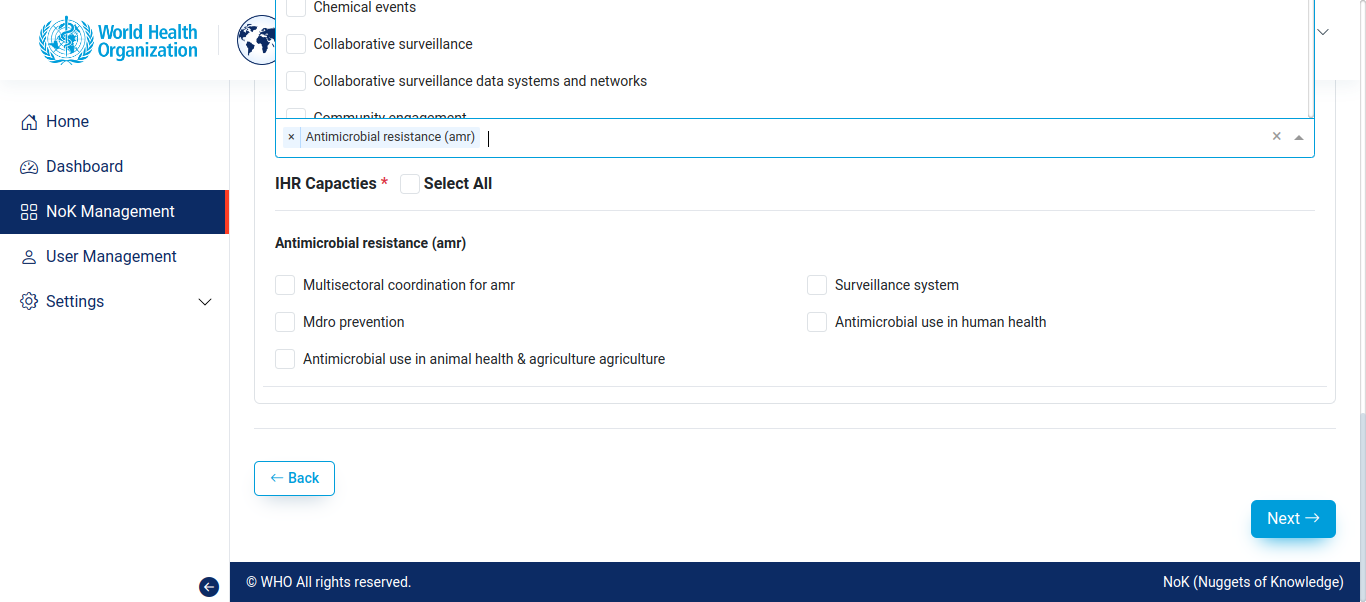 World Health
Organization
Chemical events
Collaborative surveillance
Collaborative surveillance data systems and networks
Community engagement
× Antimicrobial resistance (amr)
×
Home
Dashboard
NoK Management
User Management
Settings
IHR Capacties * Select All
Antimicrobial resistance (amr)
Multisectoral coordination for amr
Surveillance system
Mdro prevention
Antimicrobial use in human health
Antimicrobial use in animal health & agriculture agriculture
← Back
Next →
© WHO All rights reserved.
NoK (Nuggets of Knowledge)